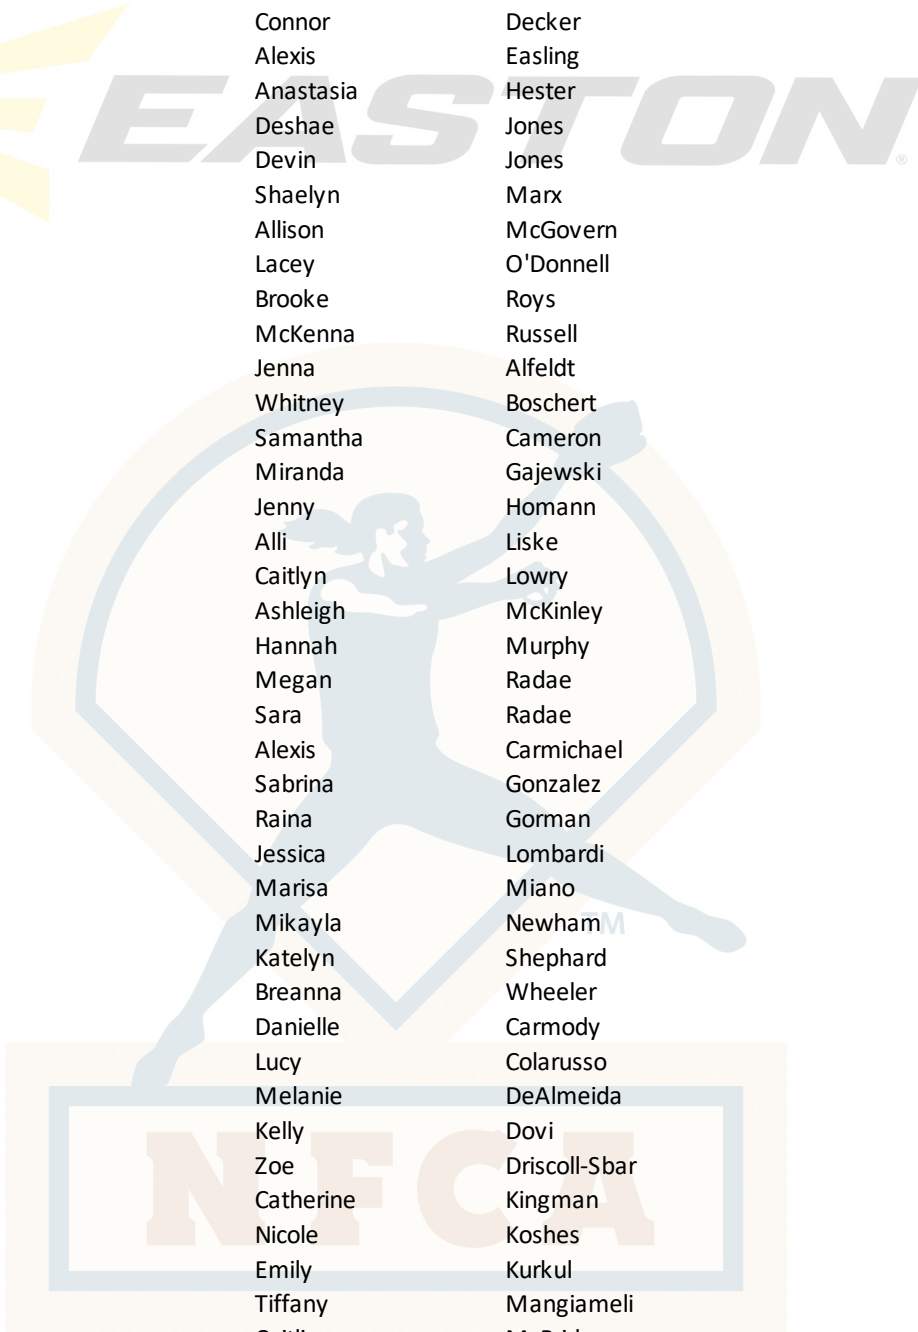 Connor Decker
Alexis Easling
EASTON
Anastasia Hester
Deshae Jones
Devin Jones
Shaelyn Marx
Allison McGovern
Lacey O'Donnell
Brooke Roys
McKenna Russell
Jenna Alfeldt
Whitney Boschert
Samantha Cameron
Miranda Gajewski
Jenny Homann
Alli Liske
Caitlyn Lowry
Ashleigh McKinley
Hannah Murphy
Megan Radae
Sara Radae
Alexis Carmichael
Sabrina Gonzalez
Raina Gorman
Jessica Lombardi
Marisa Miano
Mikayla Newham
TM
Katelyn Shephard
Breanna Wheeler
Danielle Carmody
Lucy Colarusso
Melanie DeAlmeida
Kelly Dovi
Zoe Driscoll-Sbar
NFCA
Catherine Kingman
Nicole Koshes
Emily Kurkul
Tiffany Mangiameli